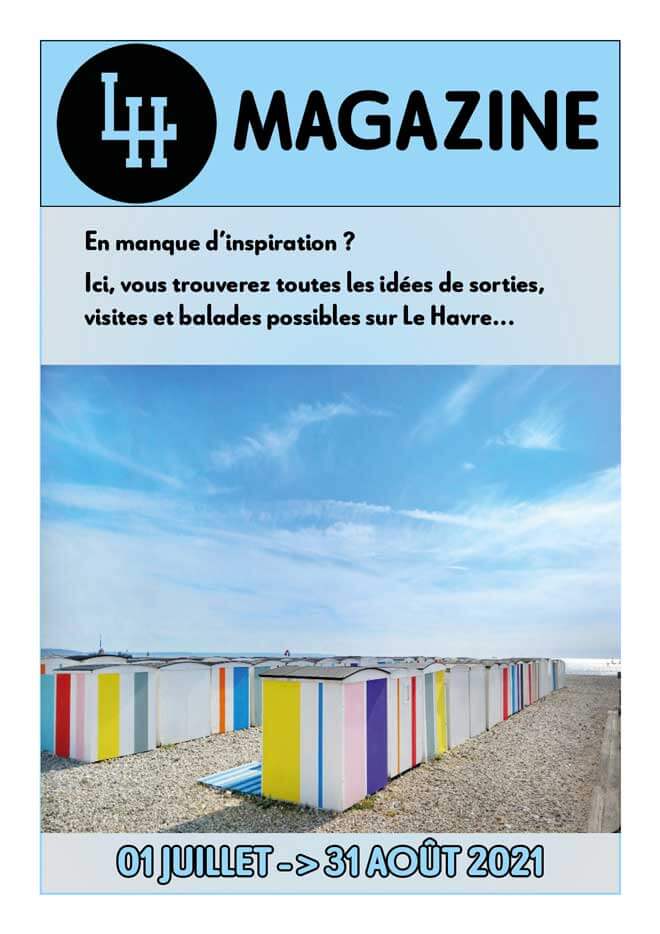 LH MAGAZINE
En manque d'inspiration ?
Ici, vous trouverez toutes les idées de sorties,
visites et balades possibles sur Le Havre...
01 JUILLET -> 31 AOÛT 2021